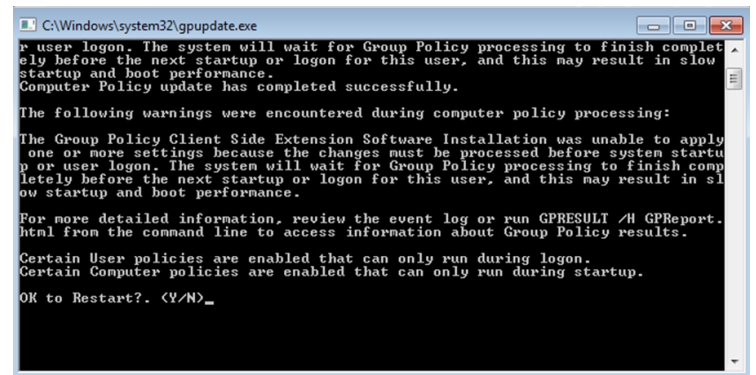 C:\Windows\system32\gpupdate.exe
r user logon. The system will wait for Group Policy processing to finish complet
ely before the next startup or logon for this user, and this may result in slow
startup and boot performance.
Computer Policy update has completed successfully.
The following warnings were encountered during computer policy processing:
The Group Policy Client Side Extension Software Installation was unable to apply
one or more settings because the changes must be processed before system startu
p or user logon. The system will wait for Group Policy processing to finish comp
letely before the next startup or logon for this user, and this may result in sl
ow startup and boot performance.
For more detailed information, review the event log or run GPRESULT /H GPReport.
html from the command line to access information about Group Policy results.
Certain User policies are enabled that can only run during logon.
Certain Computer policies are enabled that can only run during startup.
OK to Restart?. (Y/N)_